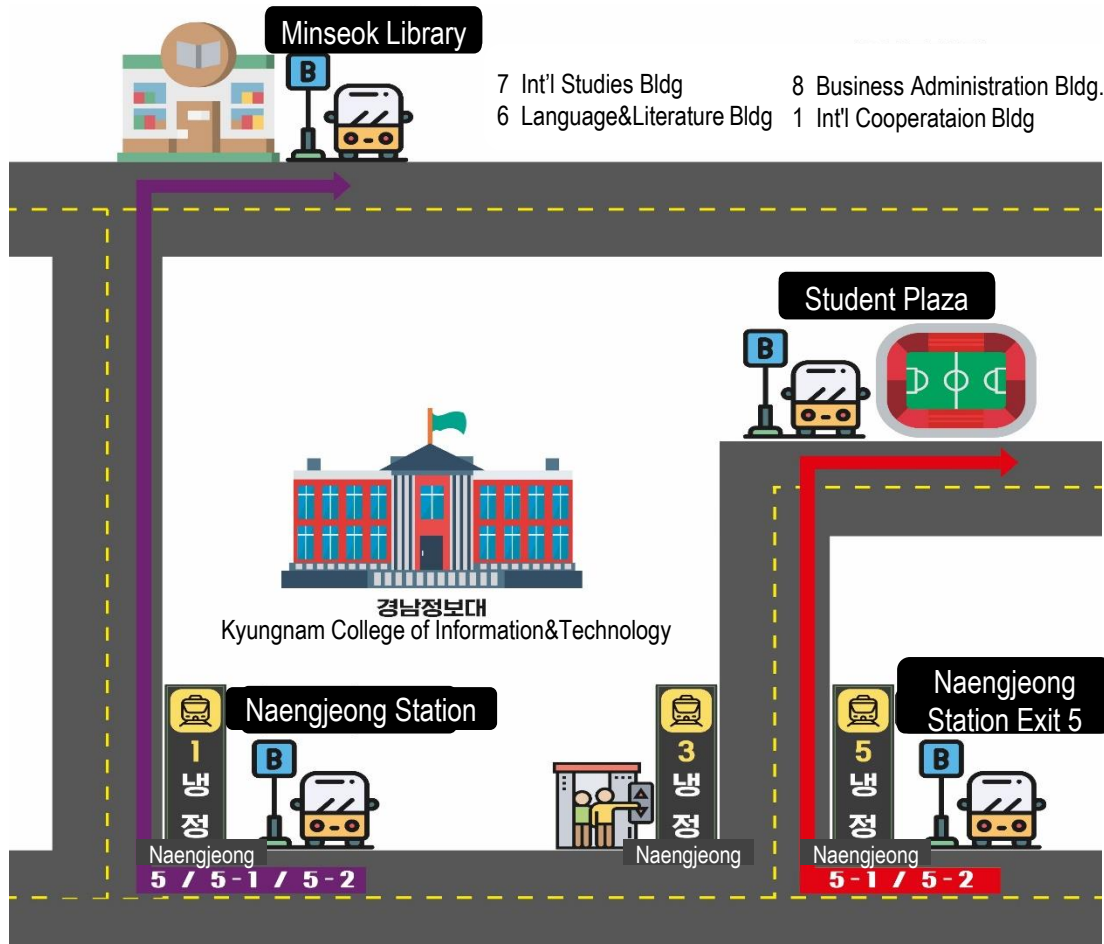 Minseok Library
7 Int'l Studies Bldg
8 Business Administration Bldg.
6 Language&Literature Bldg
1 Int'l Cooperataion Bldg
B
Student Plaza
B
경남정보대
Kyungnam College of Information&Technology
Naengjeong Station
1
냉
정
B
Naengjeong
5 / 5-1 / 5-2
3
냉
정
Naengjeong
Naengjeong
Station Exit 5
5
냉
정
B
Naengjeong
5-1 / 5-2